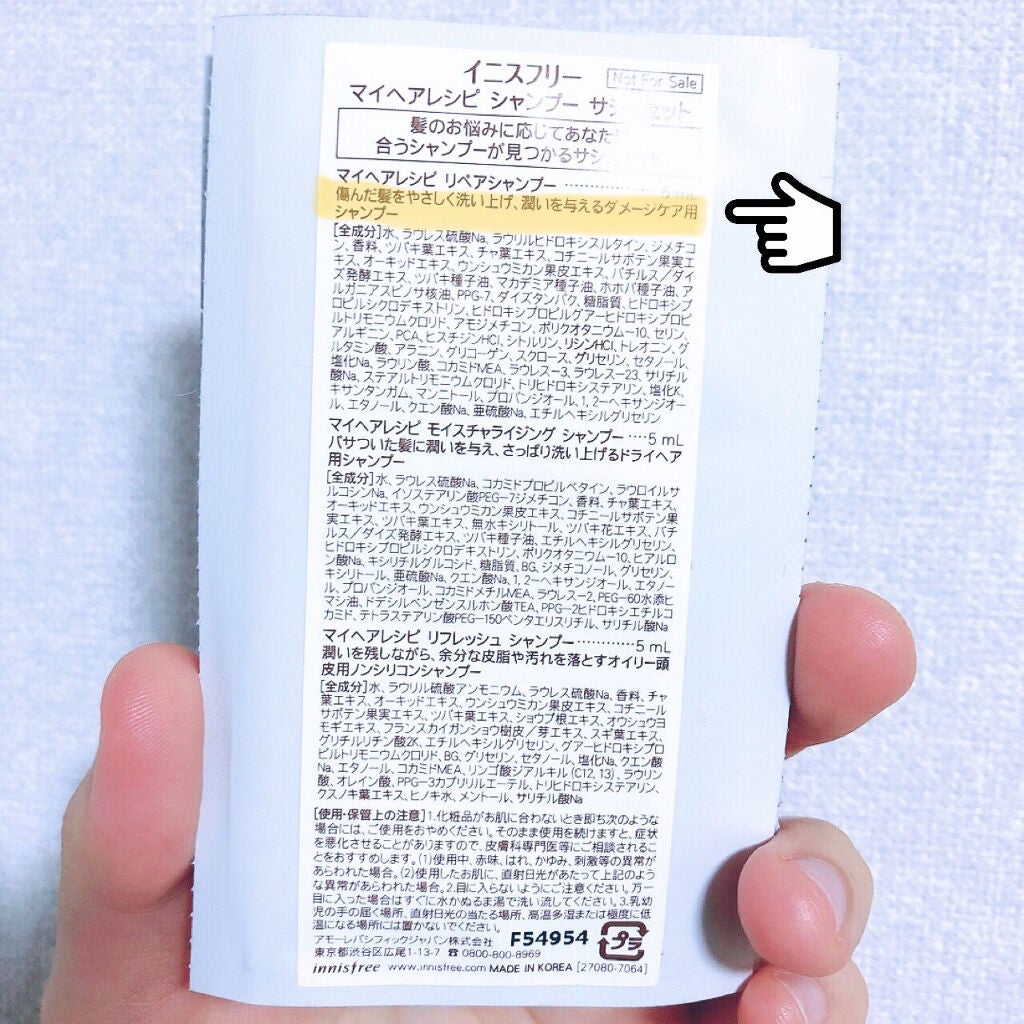 イニスフリー
Not For Sale
マイヘアレシピ シャンプー サシェセット
髪のお悩みに応じてあなた
合うシャンプーが見つかるサシェ
マイヘアレシピ リペアシャンプー ………………5 mL
傷んだ髪をやさしく洗い上げ、潤いを与えるダメージケア用
シャンプー
[全成分]水、ラウレス硫酸Na、ラウリルヒドロキシスルタイン、ジメチコ
ン、香料、ツバキ葉エキス、チャ葉エキス、コチニールサボテン果実エ
キス、オーキッドエキス、ウンシュウミカン果皮エキス、バチルス／ダイ
ズ発酵エキス、ツバキ種子油、マカデミア種子油、ホホバ種子油、ア
ルガニアスピノサ核油、PPG-7、ダイズタンパク、糖脂質、ヒドロキシプ
ロピルシクロデキストリン、ヒドロキシプロピルグアーヒドロキシプロピ
ルトリモニウムクロリド、アモジメチコン、ポリクオタニウム-10、セリン、
アルギニン、PCA、ヒスチジンHCl、シトルリン、リシンHCl、トレオニン、グ
ルタミン酸、アラニン、グリコーゲン、スクロース、グリセリン、セタノール、
塩化Na、ラウリン酸、コカミドMEA、ラウレス-3、ラウレス-23、サリチル
酸Na、ステアルトリモニウムクロリド、トリヒドロキシステアリン、塩化K、
キサンタンガム、マンニトール、プロパンジオール、1,2-ヘキサンジオー
ル、エタノール、クエン酸Na、亜硫酸Na、エチルヘキシルグリセリン
マイヘアレシピ モイスチャライジング シャンプー ‥‥5 mL
パサついた髪に潤いを与え、さっぱり洗い上げるドライヘア
用シャンプー
[全成分]水、ラウレス硫酸Na、コカミドプロピルベタイン、ラウロイルサ
ルコシンNa、イソステアリン酸PEG-7ジメチコン、香料、チャ葉エキス、
オーキッドエキス、ウンシュウミカン果皮エキス、コチニールサボテン果
実エキス、ツバキ葉エキス、無水キシリトール、ツバキ花エキス、バチ
ルス／ダイズ発酵エキス、ツバキ種子油、エチルヘキシルグリセリン、
ヒドロキシプロピルシクロデキストリン、ポリクオタニウム-10、ヒアルロ
ン酸Na、キシリチルグルコシド、糖脂質、BG、ジメチコノール、グリセリン、
キシリトール、亜硫酸Na、クエン酸Na、1,2-ヘキサンジオール、エタノー
ル、プロパンジオール、コカミドメチルMEA、ラウレス-2、PEG-60水添ヒ
マシ油、ドデシルベンゼンスルホン酸TEA、PPG-2ヒドロキシエチルコ
カミド、テトラステアリン酸PEG-150ペンタエリスリチル、サリチル酸Na
マイヘアレシピ リフレッシュ シャンプー…………5 mL
潤いを残しながら、余分な皮脂や汚れを落とすオイリー頭
皮用ノンシリコンシャンプー
[全成分]水、ラウリル硫酸アンモニウム、ラウレス硫酸Na、香料、チャ
葉エキス、オーキッドエキス、ウンシュウミカン果皮エキス、コチニール
サボテン果実エキス、ツバキ葉エキス、ショウブ根エキス、オウシュウヨ
モギエキス、フランスカイガンショウ樹皮／芽エキス、スギ葉エキス、
グリチルリチン酸2K、エチルヘキシルグリセリン、グアーヒドロキシプロ
ピルトリモニウムクロリド、BG、グリセリン、セタノール、塩化Na、クエン酸
Na、エタノール、コカミドMEA、リンゴ酸ジアルキル(C12,13)、ラウリン
酸、オレイン酸、PPG-3カプリリルエーテル、トリヒドロキシステアリン、
クスノキ葉エキス、ヒノキ水、メントール、サリチル酸Na
[使用・保管上の注意]1.化粧品がお肌に合わないとき即ち次のような
場合には、ご使用をおやめください。そのまま使用を続けますと、症状
を悪化させることがありますので、皮膚科専門医等にご相談されるこ
とをおすすめします。(1)使用中、赤味、はれ、かゆみ、刺激等の異常が
あらわれた場合。(2)使用したお肌に、直射日光があたって上記のよう
な異常があらわれた場合。2.目に入らないようにご注意ください。万一
目に入った場合はすぐに水かぬるま湯で洗い流してください。3.乳幼
児の手の届く場所、直射日光の当たる場所、高温多湿または極度に低
温になる場所には置かないでください。
アモーレパシフィックジャパン株式会社 F54954 プラ
東京都渋谷区広尾1-13-7 ☎0800-800-8969
innisfree www.innisfree.com MADE IN KOREA [27080-7064]